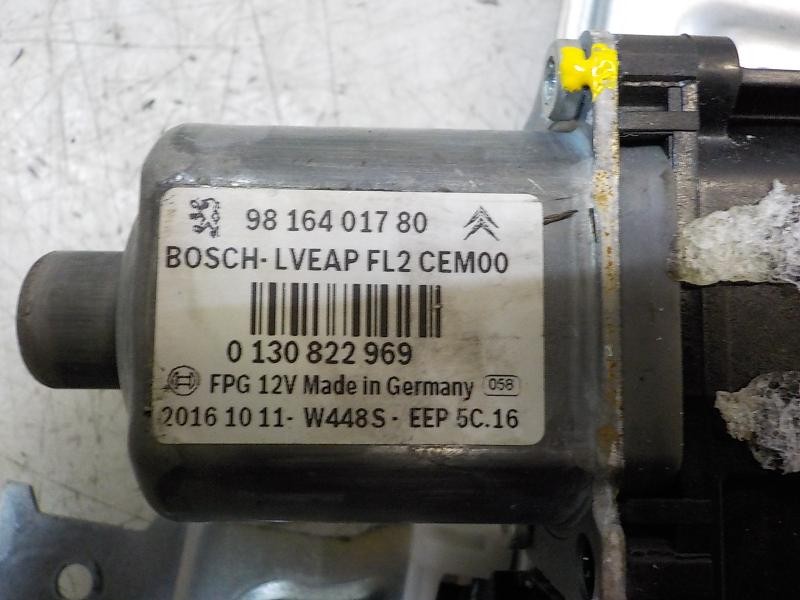 98 164 017 80
BOSCH- LVEAP FL2 CEM00
0 130 822 969
FPG 12V Made in Germany 058
2016 10 11- W448S - EEP 5C.16